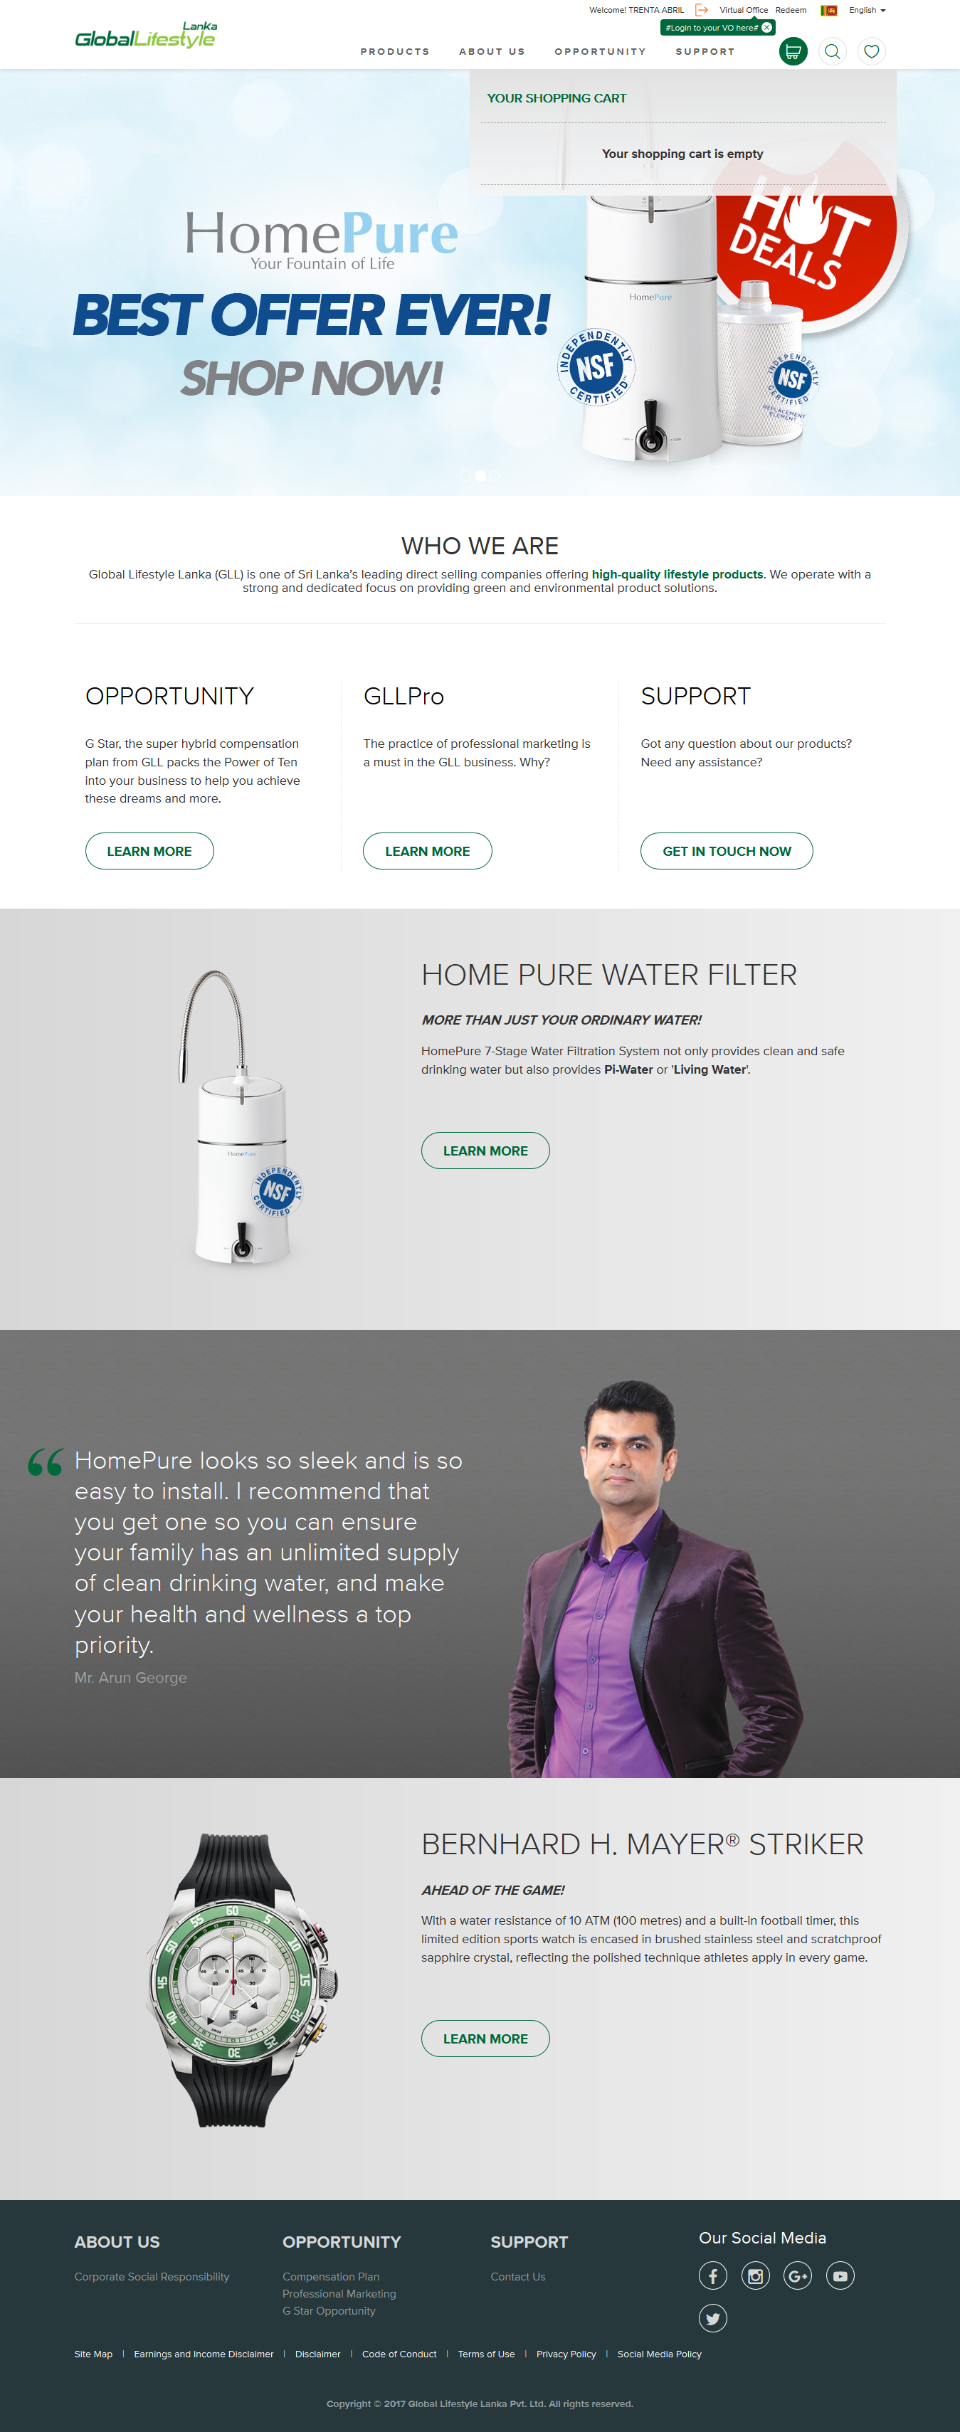 Welcome! TRENTA ABRIL Virtual Office Redeem English
#Login to your VO here#
Lanka
GlobalLifestyle
PRODUCTS ABOUT US OPPORTUNITY SUPPORT
YOUR SHOPPING CART
Your shopping cart is empty
HOT
DEALS
HomePure
Your Fountain of Life
BEST OFFER EVER!
SHOP NOW!
HomePure
INDEPENDENTLY
NSF
CERTIFIED
INDEPENDENTLY
NSF
CERTIFIED
REPLACEMENT
ELEMENT
WHO WE ARE
Global Lifestyle Lanka (GLL) is one of Sri Lanka's leading direct selling companies offering high-quality lifestyle products. We operate with a
strong and dedicated focus on providing green and environmental product solutions.
OPPORTUNITY
G Star, the super hybrid compensation
plan from GLL packs the Power of Ten
into your business to help you achieve
these dreams and more.
LEARN MORE
GLLPro
The practice of professional marketing is
a must in the GLL business. Why?
LEARN MORE
SUPPORT
Got any question about our products?
Need any assistance?
GET IN TOUCH NOW
HOME PURE WATER FILTER
MORE THAN JUST YOUR ORDINARY WATER!
HomePure 7-Stage Water Filtration System not only provides clean and safe
drinking water but also provides Pi-Water or 'Living Water'.
LEARN MORE
HomePure
INDEPENDENTLY
NSF
CERTIFIED
“ HomePure looks so sleek and is so
easy to install. I recommend that
you get one so you can ensure
your family has an unlimited supply
of clean drinking water, and make
your health and wellness a top
priority.
Mr. Arun George
BERNHARD H. MAYER® STRIKER
AHEAD OF THE GAME!
With a water resistance of 10 ATM (100 metres) and a built-in football timer, this
limited edition sports watch is encased in brushed stainless steel and scratchproof
sapphire crystal, reflecting the polished technique athletes apply in every game.
LEARN MORE
60
5
10
15
20
25
30
35
40
45
50
55
ABOUT US
Corporate Social Responsibility
OPPORTUNITY
Compensation Plan
Professional Marketing
G Star Opportunity
SUPPORT
Contact Us
Our Social Media
Site Map | Earnings and Income Disclaimer | Disclaimer | Code of Conduct | Terms of Use | Privacy Policy | Social Media Policy
Copyright © 2017 Global Lifestyle Lanka Pvt. Ltd. All rights reserved.